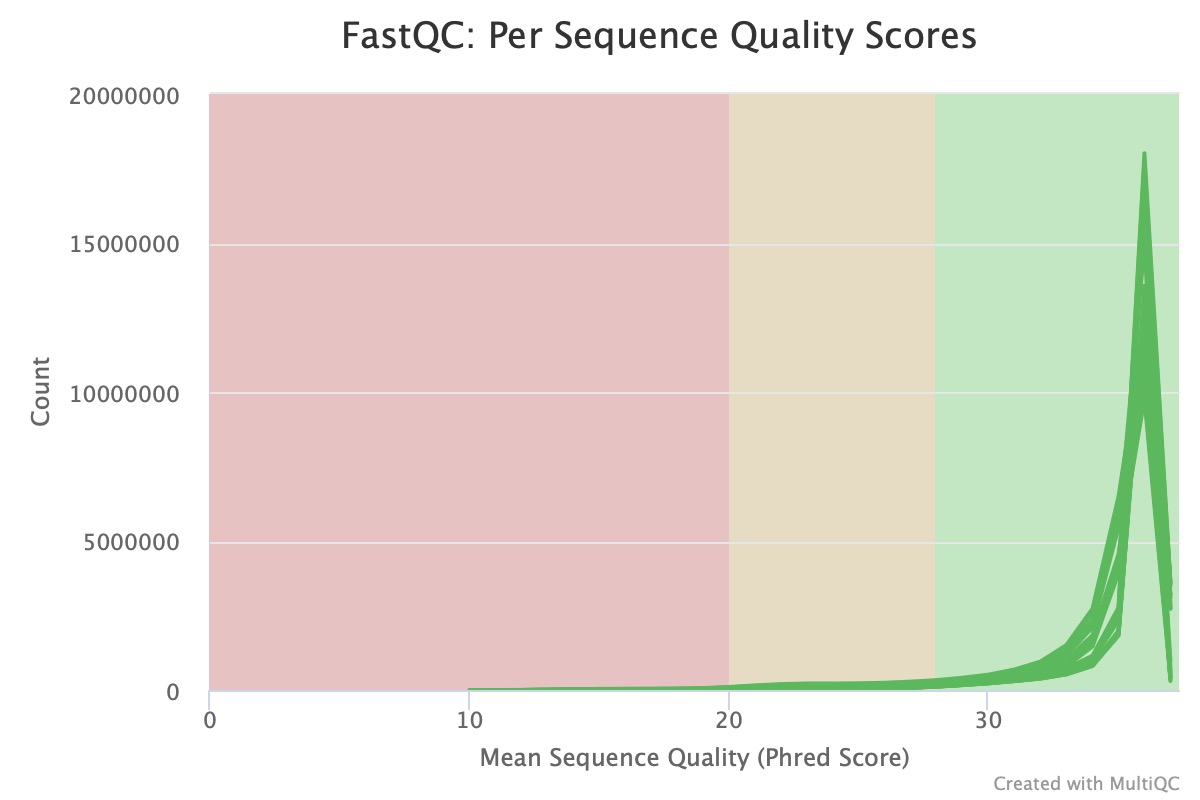 FastQC: Per Sequence Quality Scores
20000000
15000000
10000000
5000000
0
Count
0 10 20 30
Mean Sequence Quality (Phred Score)
Created with MultiQC